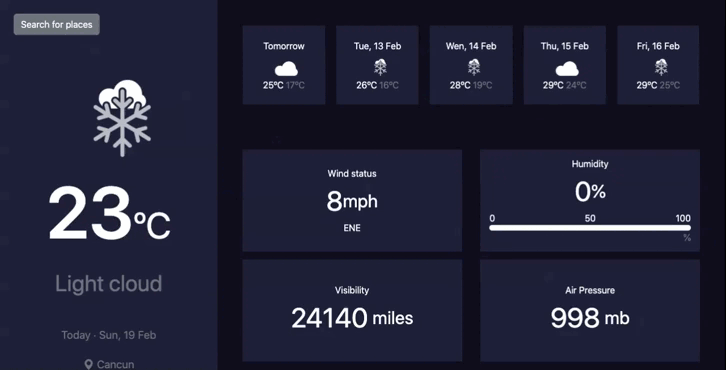 Search for places
23°C
Light cloud
Today · Sun, 19 Feb
Cancun
Tomorrow
25°C 17°C
Tue, 13 Feb
26°C 16°C
Wen, 14 Feb
28°C 19°C
Thu, 15 Feb
29°C 24°C
Fri, 16 Feb
29°C 25°C
Wind status
8mph
ENE
Humidity
0%
0 50 100
%
Visibility
24140 miles
Air Pressure
998 mb